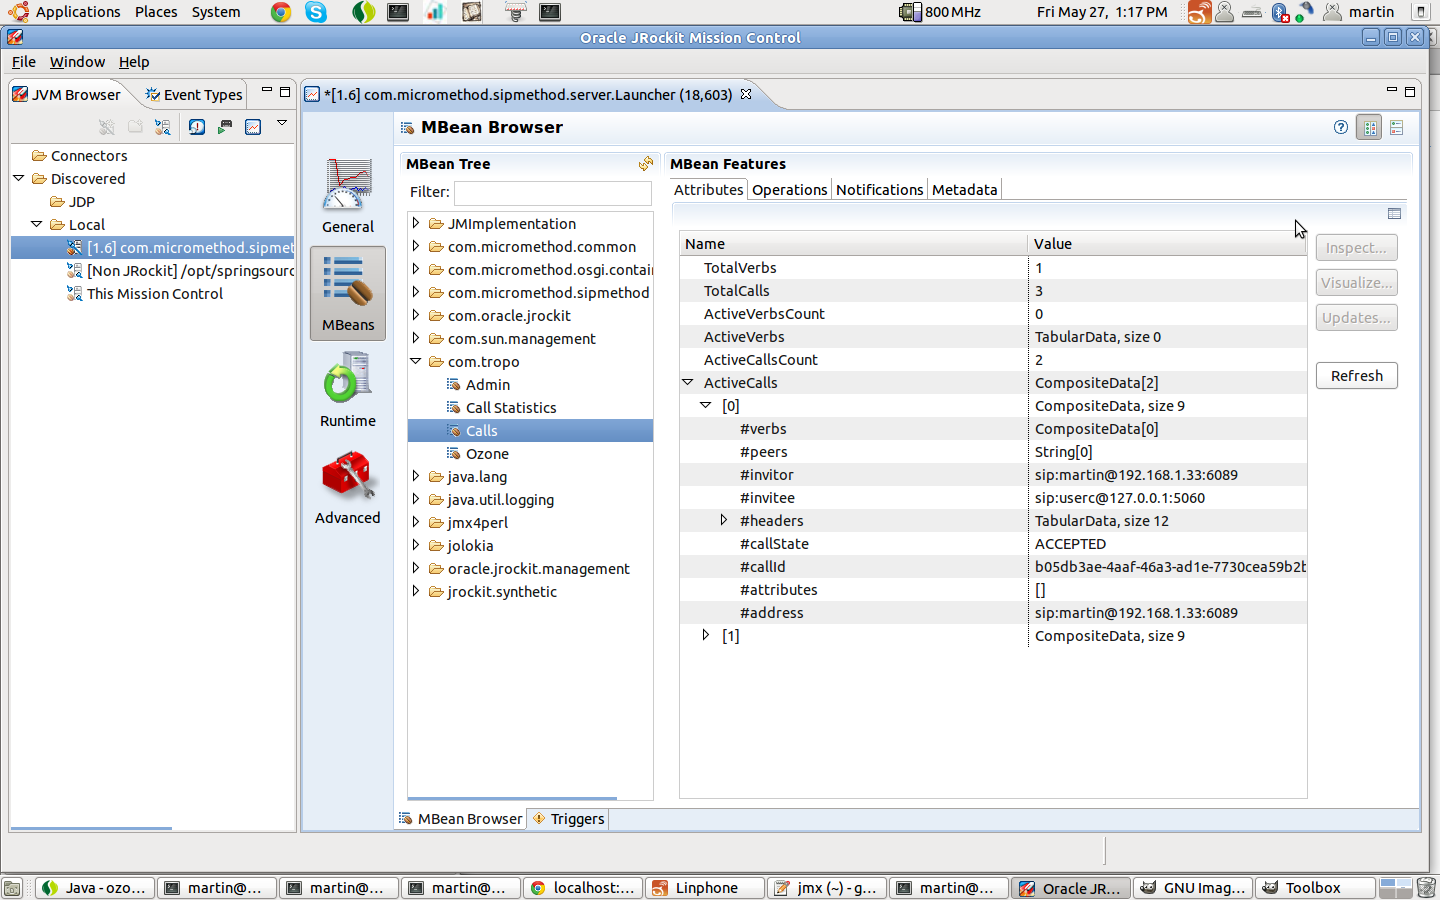 Applications Places System 800 MHz Fri May 27, 1:17 PM martin
Oracle JRockit Mission Control
File Window Help
JVM Browser
Event Types
Connectors
Discovered
JDP
Local
[1.6] com.micromethod.sipmet
[Non JRockit] /opt/springsourc
This Mission Control
*[1.6] com.micromethod.sipmethod.server.Launcher (18,603)
General
MBeans
Runtime
Advanced
MBean Browser
MBean Tree
Filter:
JMImplementation
com.micromethod.common
com.micromethod.osgi.contai
com.micromethod.sipmethod
com.oracle.jrockit
com.sun.management
com.tropo
Admin
Call Statistics
Calls
Ozone
java.lang
java.util.logging
jmx4perl
jolokia
oracle.jrockit.management
jrockit.synthetic
MBean Features
Attributes Operations Notifications Metadata
Name Value
TotalVerbs 1
TotalCalls 3
ActiveVerbsCount 0
ActiveVerbs TabularData, size 0
ActiveCallsCount 2
ActiveCalls CompositeData[2]
[0] CompositeData, size 9
#verbs CompositeData[0]
#peers String[0]
#invitor sip:martin@192.168.1.33:6089
#invitee sip:userc@127.0.0.1:5060
#headers TabularData, size 12
#callState ACCEPTED
#callId b05db3ae-4aaf-46a3-ad1e-7730cea59b2b
#attributes []
#address sip:martin@192.168.1.33:6089
[1] CompositeData, size 9
Inspect...
Visualize...
Updates...
Refresh
MBean Browser Triggers
Java - ozo... martin@... martin@... martin@... localhost:... Linphone jmx (~) - g... martin@... Oracle JR... GNU Imag... Toolbox